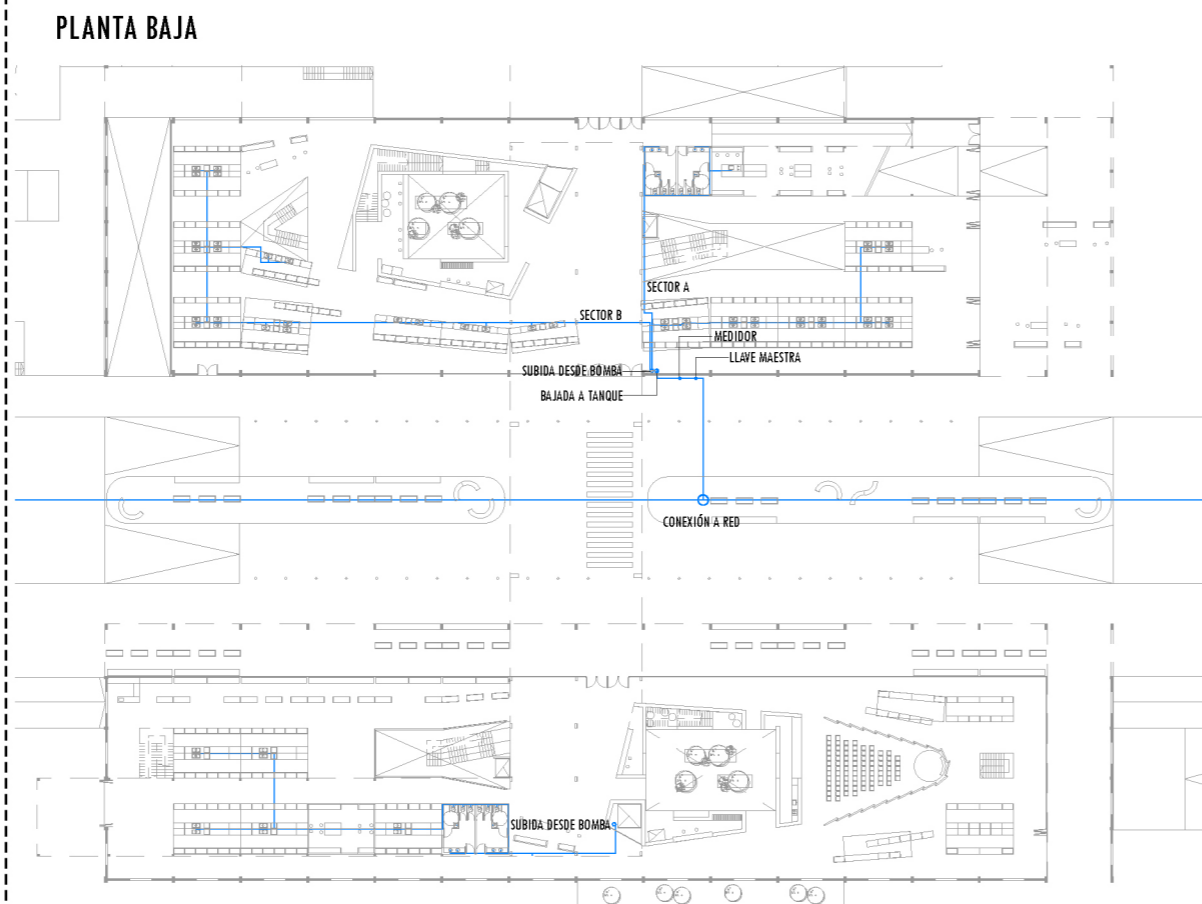 PLANTA BAJA
SECTOR A
SECTOR B
MEDIDOR
LLAVE MAESTRA
SUBIDA DESDE BOMBA
BAJADA A TANQUE
CONEXIÓN A RED
SUBIDA DESDE BOMBA